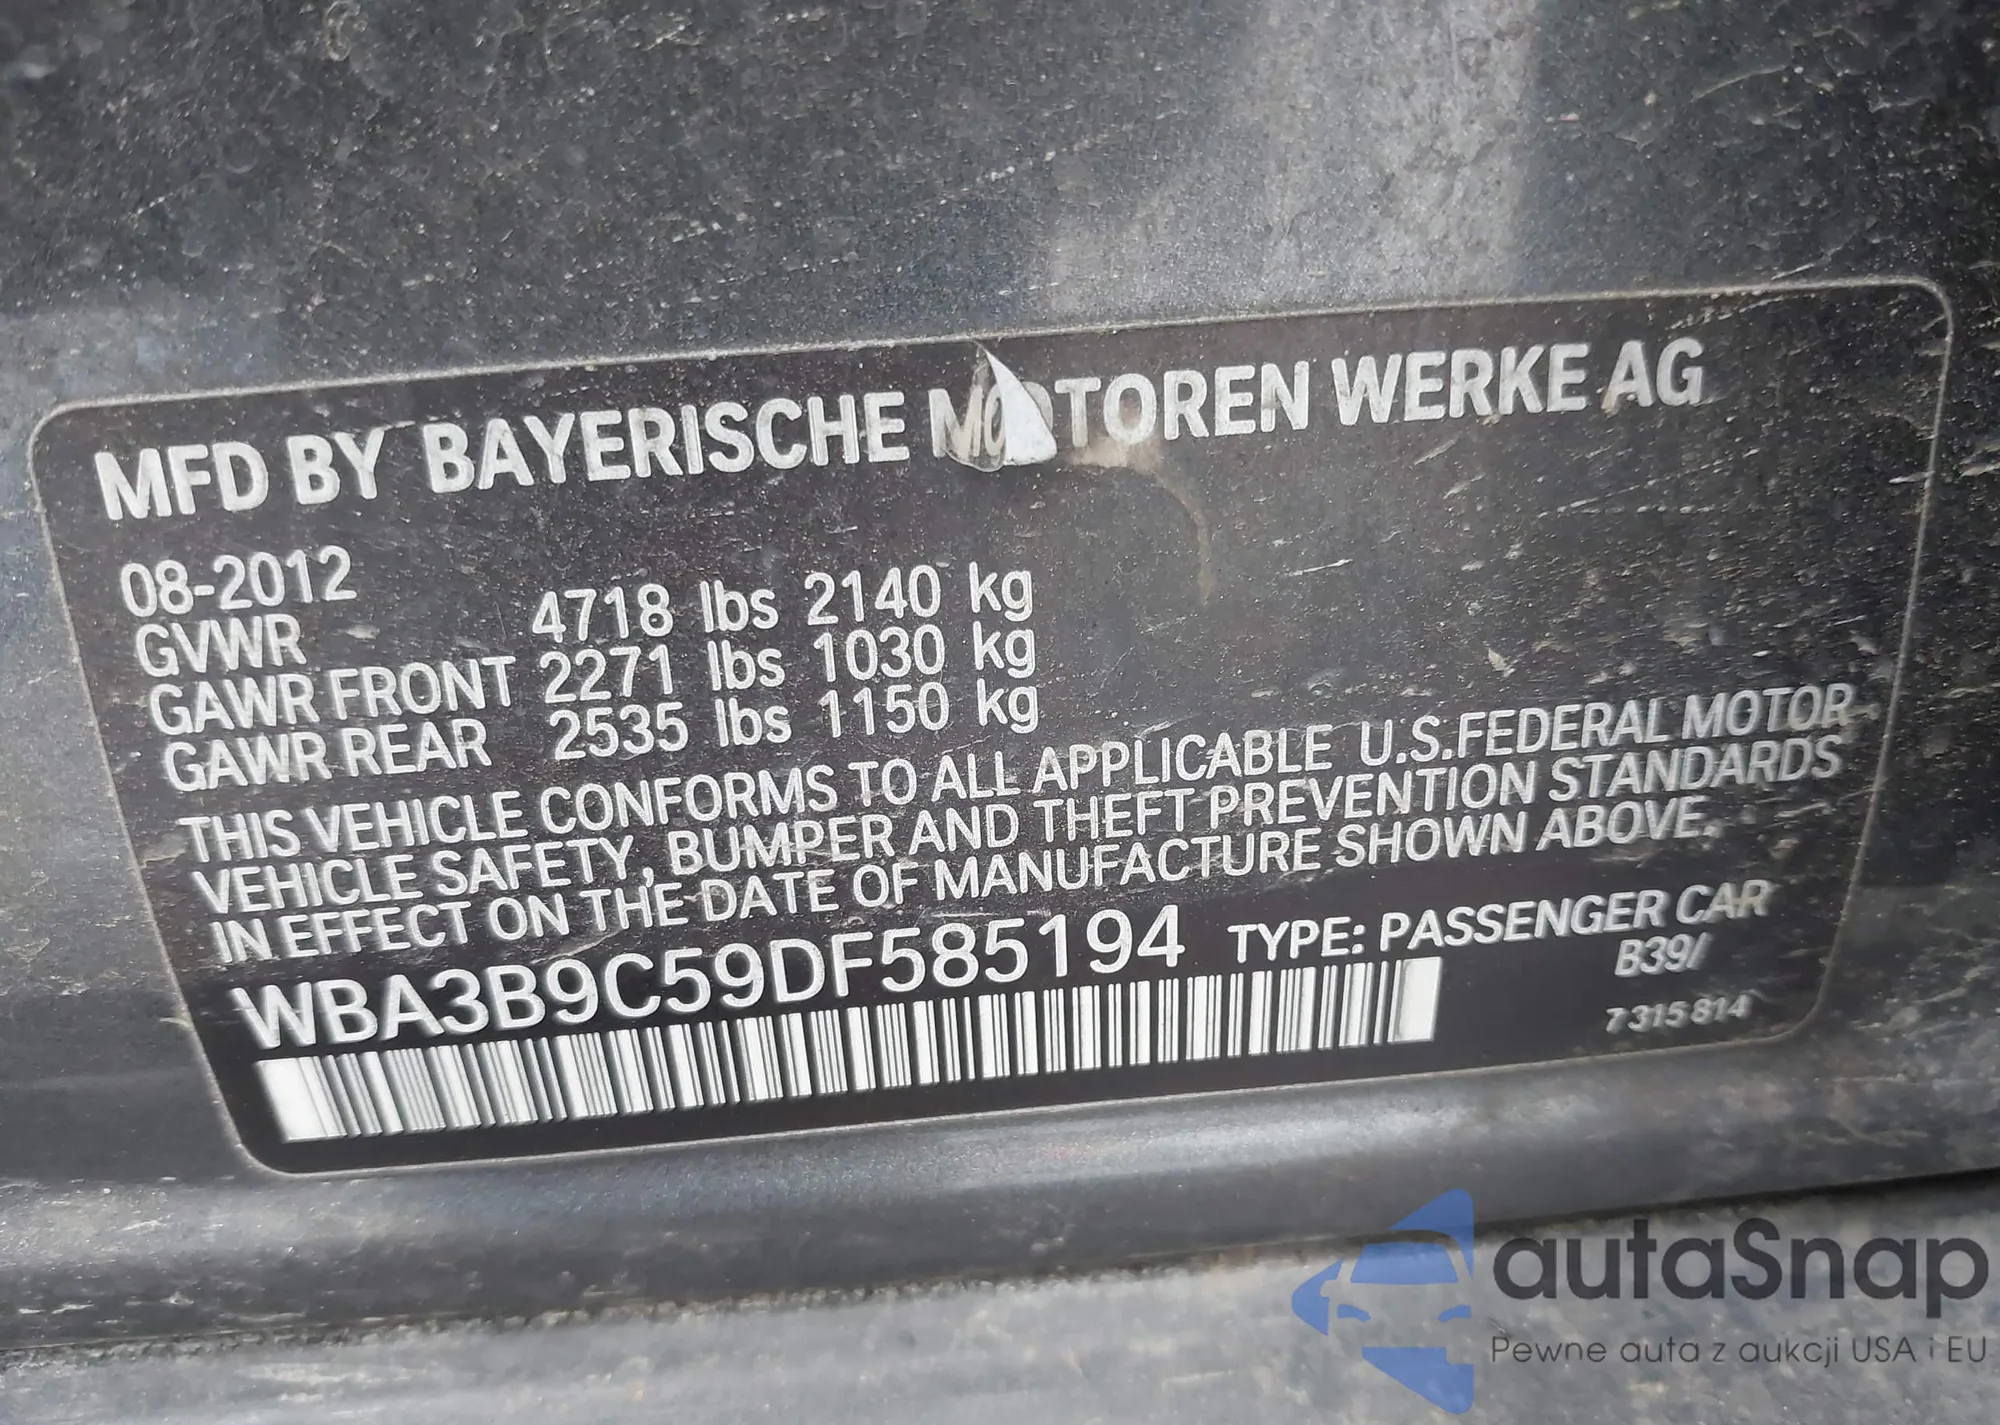 MFD BY BAYERISCHE MOTOREN WERKE AG
08-2012
GVWR 4718 lbs 2140 kg
GAWR FRONT 2271 lbs 1030 kg
GAWR REAR 2535 lbs 1150 kg
THIS VEHICLE CONFORMS TO ALL APPLICABLE U.S.FEDERAL MOTOR
VEHICLE SAFETY, BUMPER AND THEFT PREVENTION STANDARDS
IN EFFECT ON THE DATE OF MANUFACTURE SHOWN ABOVE.
WBA3B9C59DF585194 TYPE: PASSENGER CAR
B39/
7 315 814
autaSnap
Pewne auta z aukcji USA i EU